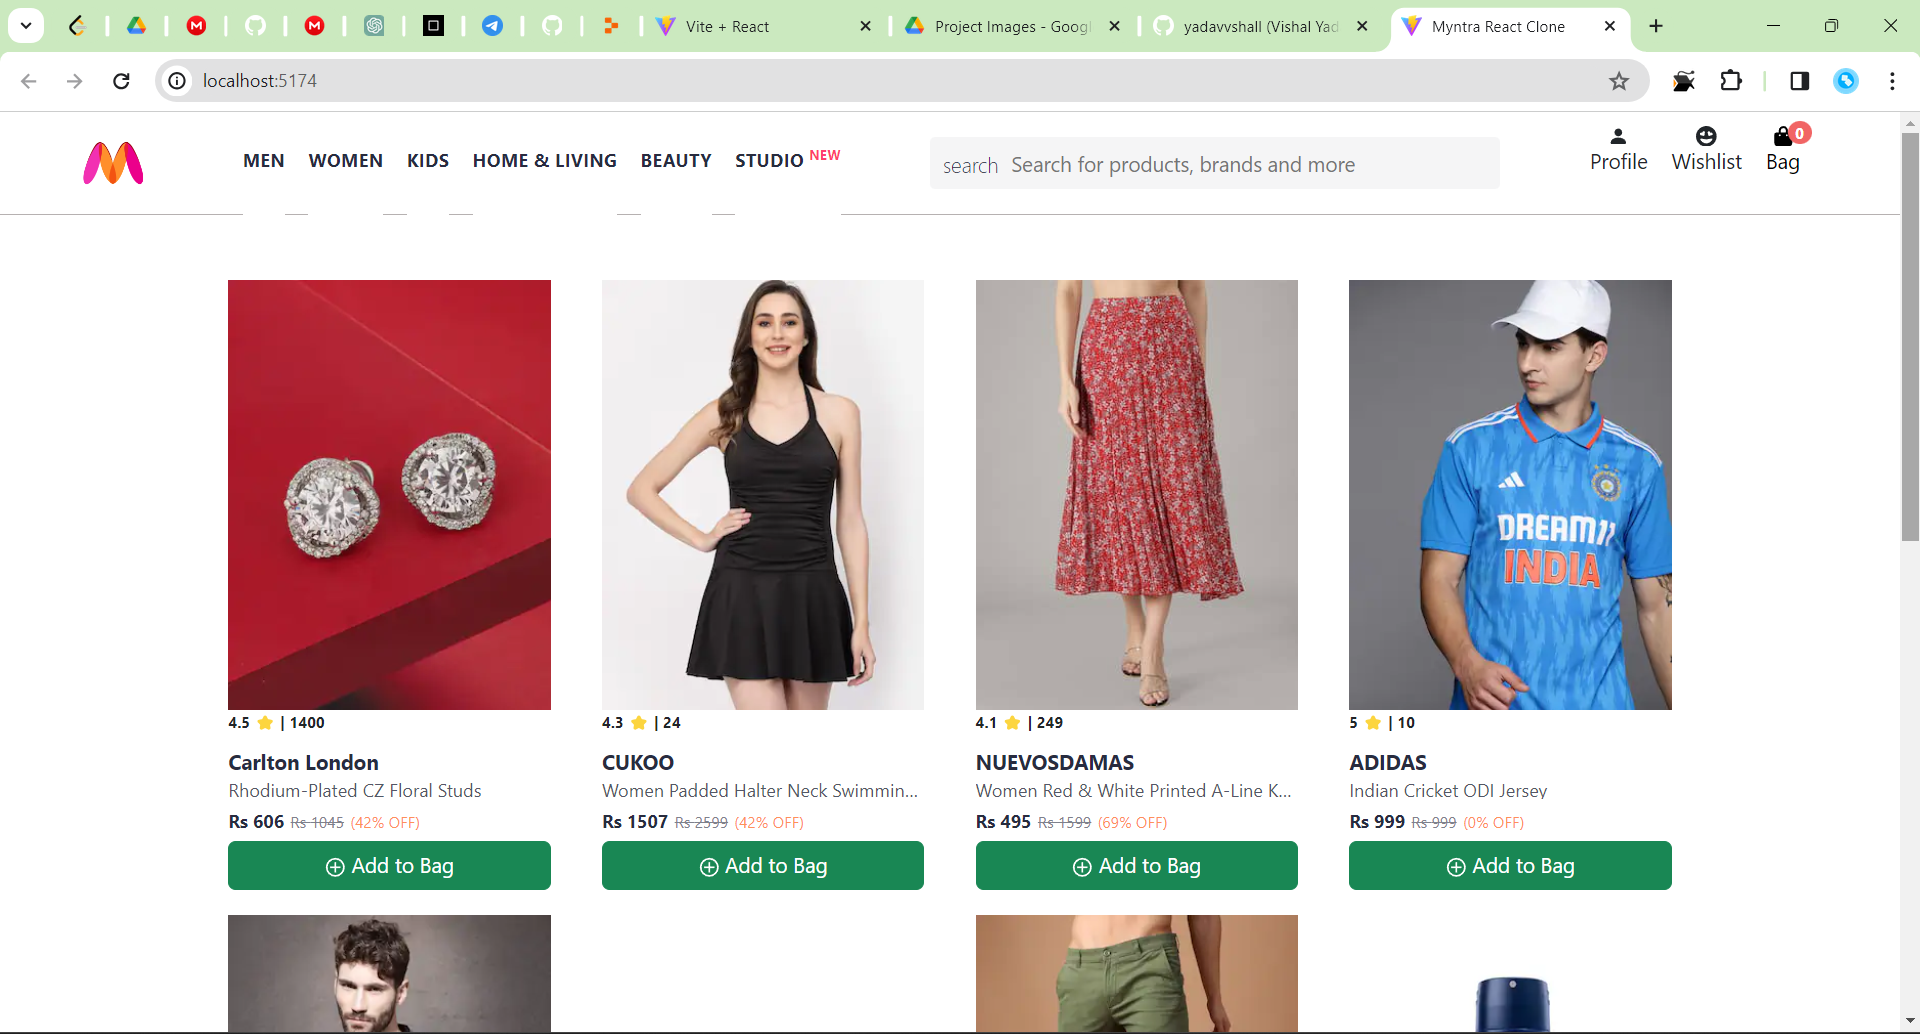 Vite + React
Project Images - Googl
yadavvshall (Vishal Yad
Myntra React Clone
localhost:5174
MEN WOMEN KIDS HOME & LIVING BEAUTY STUDIO NEW
search Search for products, brands and more
Profile Wishlist Bag 0
DREAM11
INDIA
4.5 ⭐ | 1400
4.3 ⭐ | 24
4.1 ⭐ | 249
5 ⭐ | 10
Carlton London
CUKOO
NUEVOSDAMAS
ADIDAS
Rhodium-Plated CZ Floral Studs
Women Padded Halter Neck Swimmin...
Women Red & White Printed A-Line K...
Indian Cricket ODI Jersey
Rs 606 Rs 1045 (42% OFF)
Rs 1507 Rs 2599 (42% OFF)
Rs 495 Rs 1599 (69% OFF)
Rs 999 Rs 999 (0% OFF)
Add to Bag
Add to Bag
Add to Bag
Add to Bag